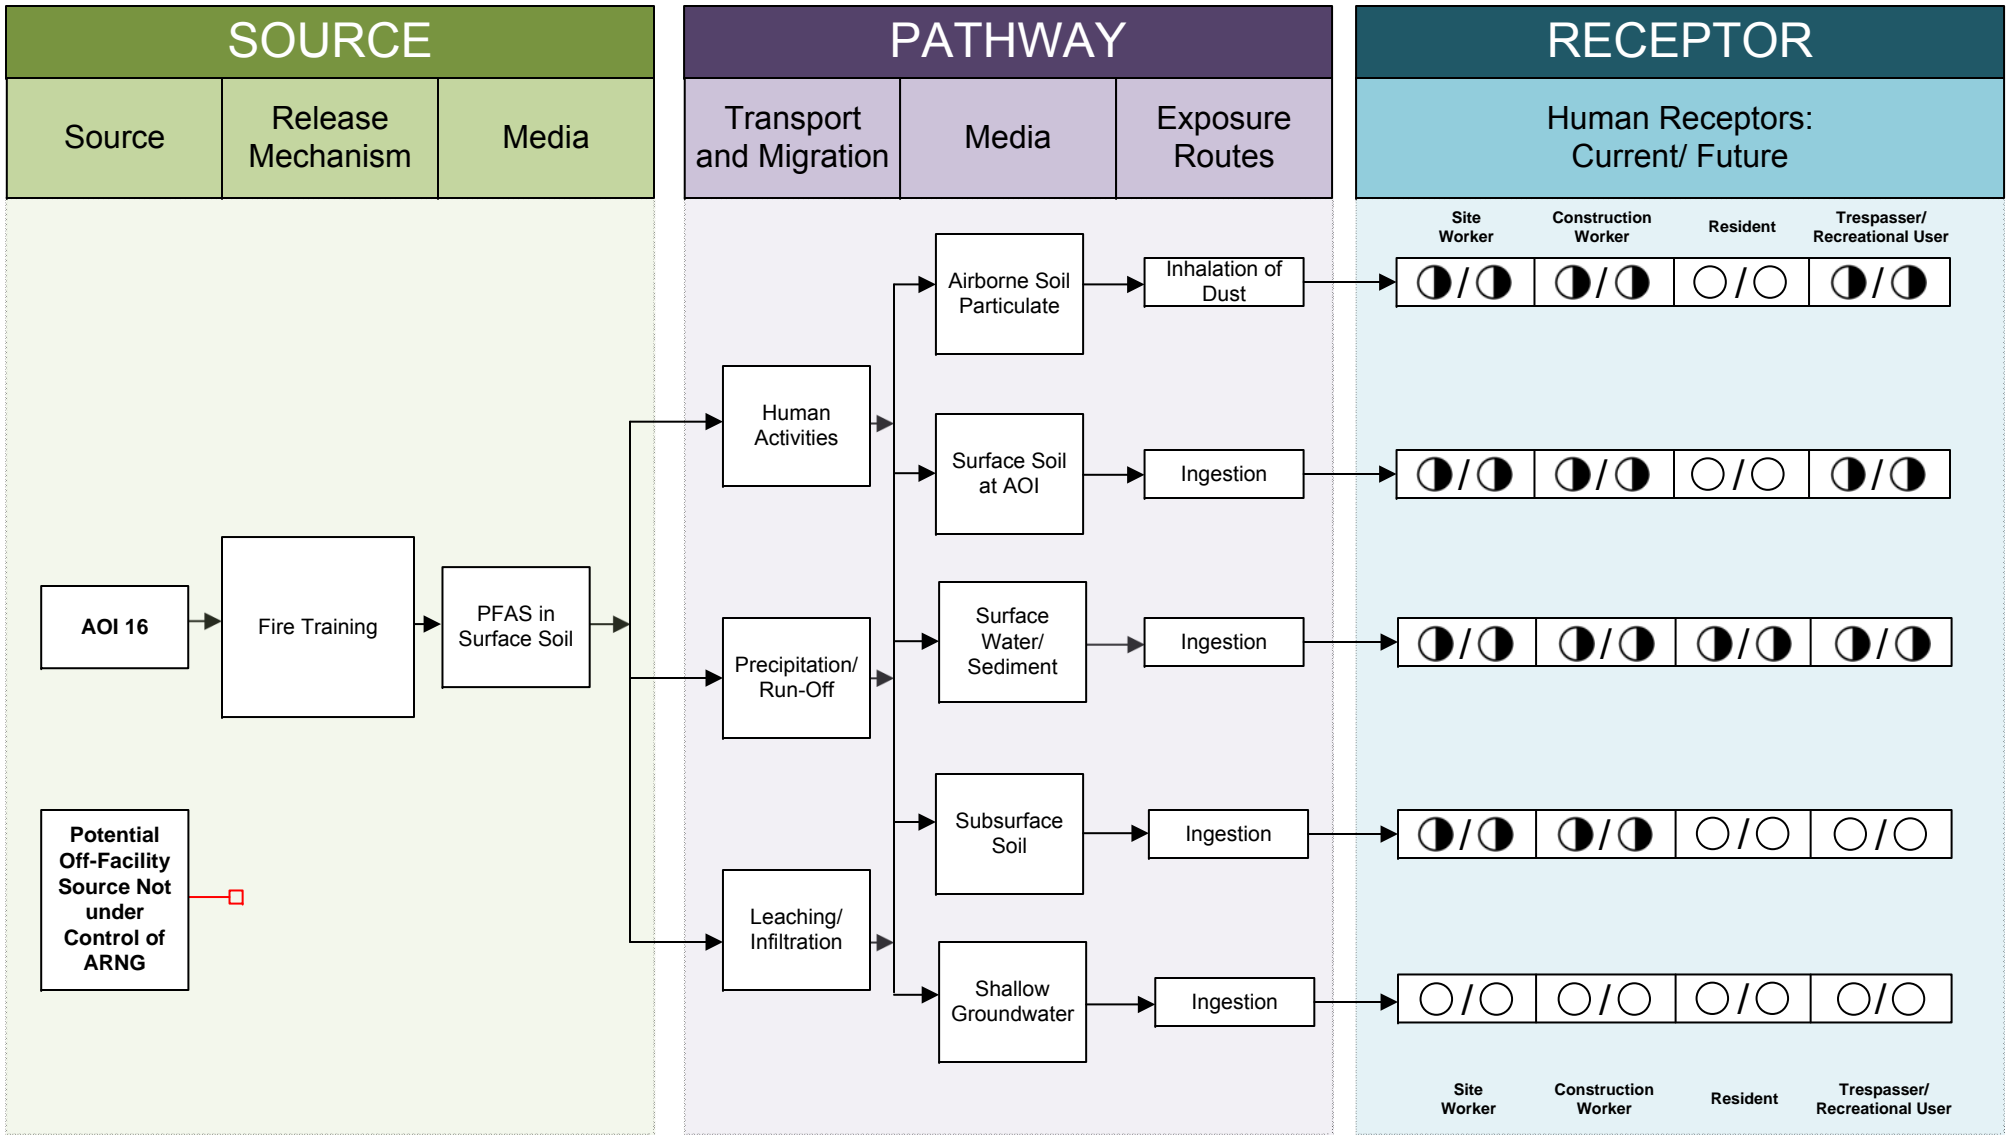 SOURCE
PATHWAY
RECEPTOR
Source
Release
Mechanism
Media
Transport
and Migration
Media
Exposure
Routes
Human Receptors:
Current/ Future
Site
Worker
Construction
Worker
Resident
Trespasser/
Recreational User
Airborne Soil
Particulate
Inhalation of
Dust
/
/
/
/
Human
Activities
Surface Soil
at AOI
Ingestion
/
/
/
/
AOI 16
Fire Training
PFAS in
Surface Soil
Precipitation/
Run-Off
Surface
Water/
Sediment
Ingestion
/
/
/
/
Potential
Off-Facility
Source Not
under
Control of
ARNG
Subsurface
Soil
Ingestion
/
/
/
/
Leaching/
Infiltration
Shallow
Groundwater
Ingestion
/
/
/
/
Site
Worker
Construction
Worker
Resident
Trespasser/
Recreational User